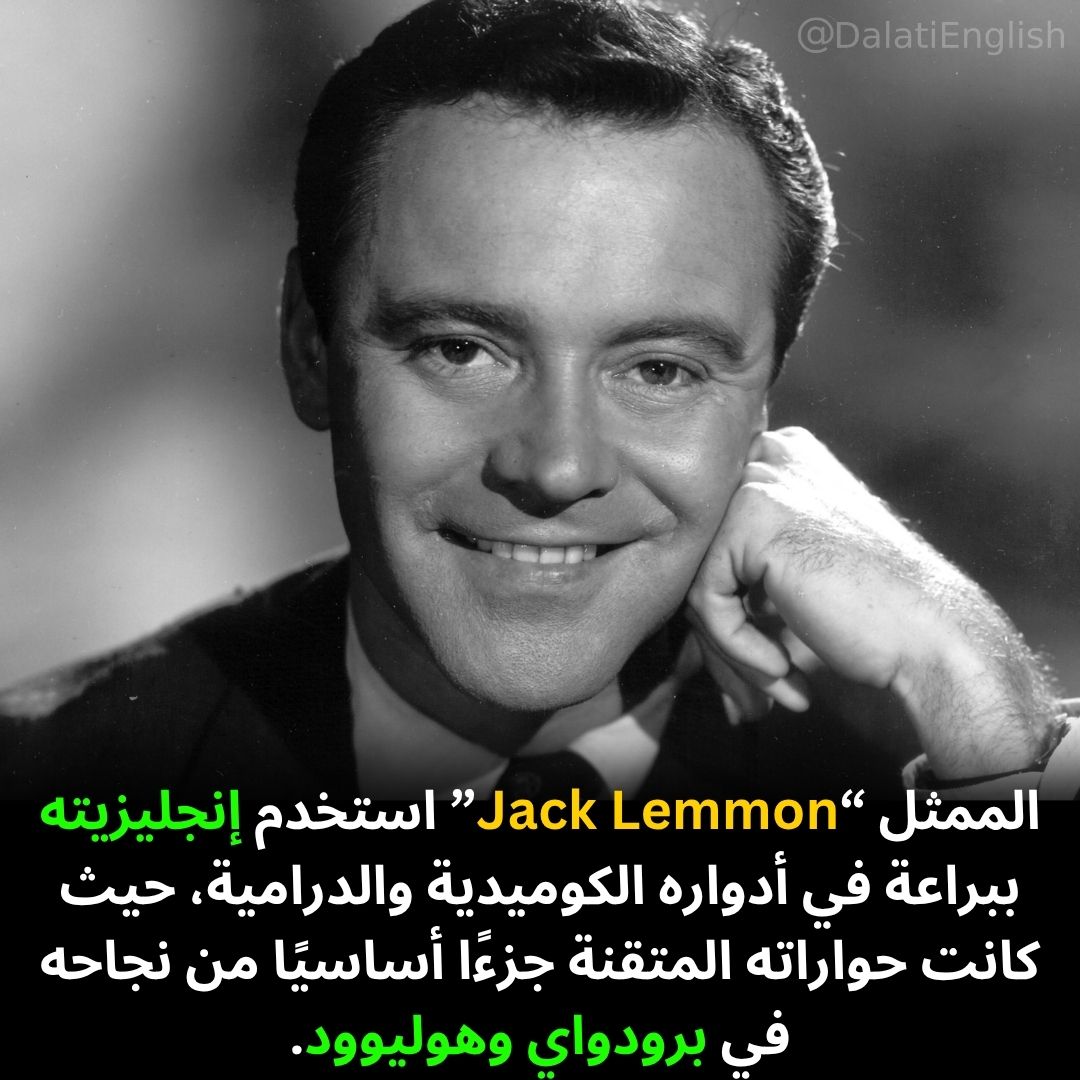 @DalatiEnglish
الممثل “Jack Lemmon” استخدم إنجليزيته
ببراعة في أدواره الكوميدية والدرامية، حيث
كانت حواراته المتقنة جزءًا أساسيًا من نجاحه
في برودواي وهوليوود.